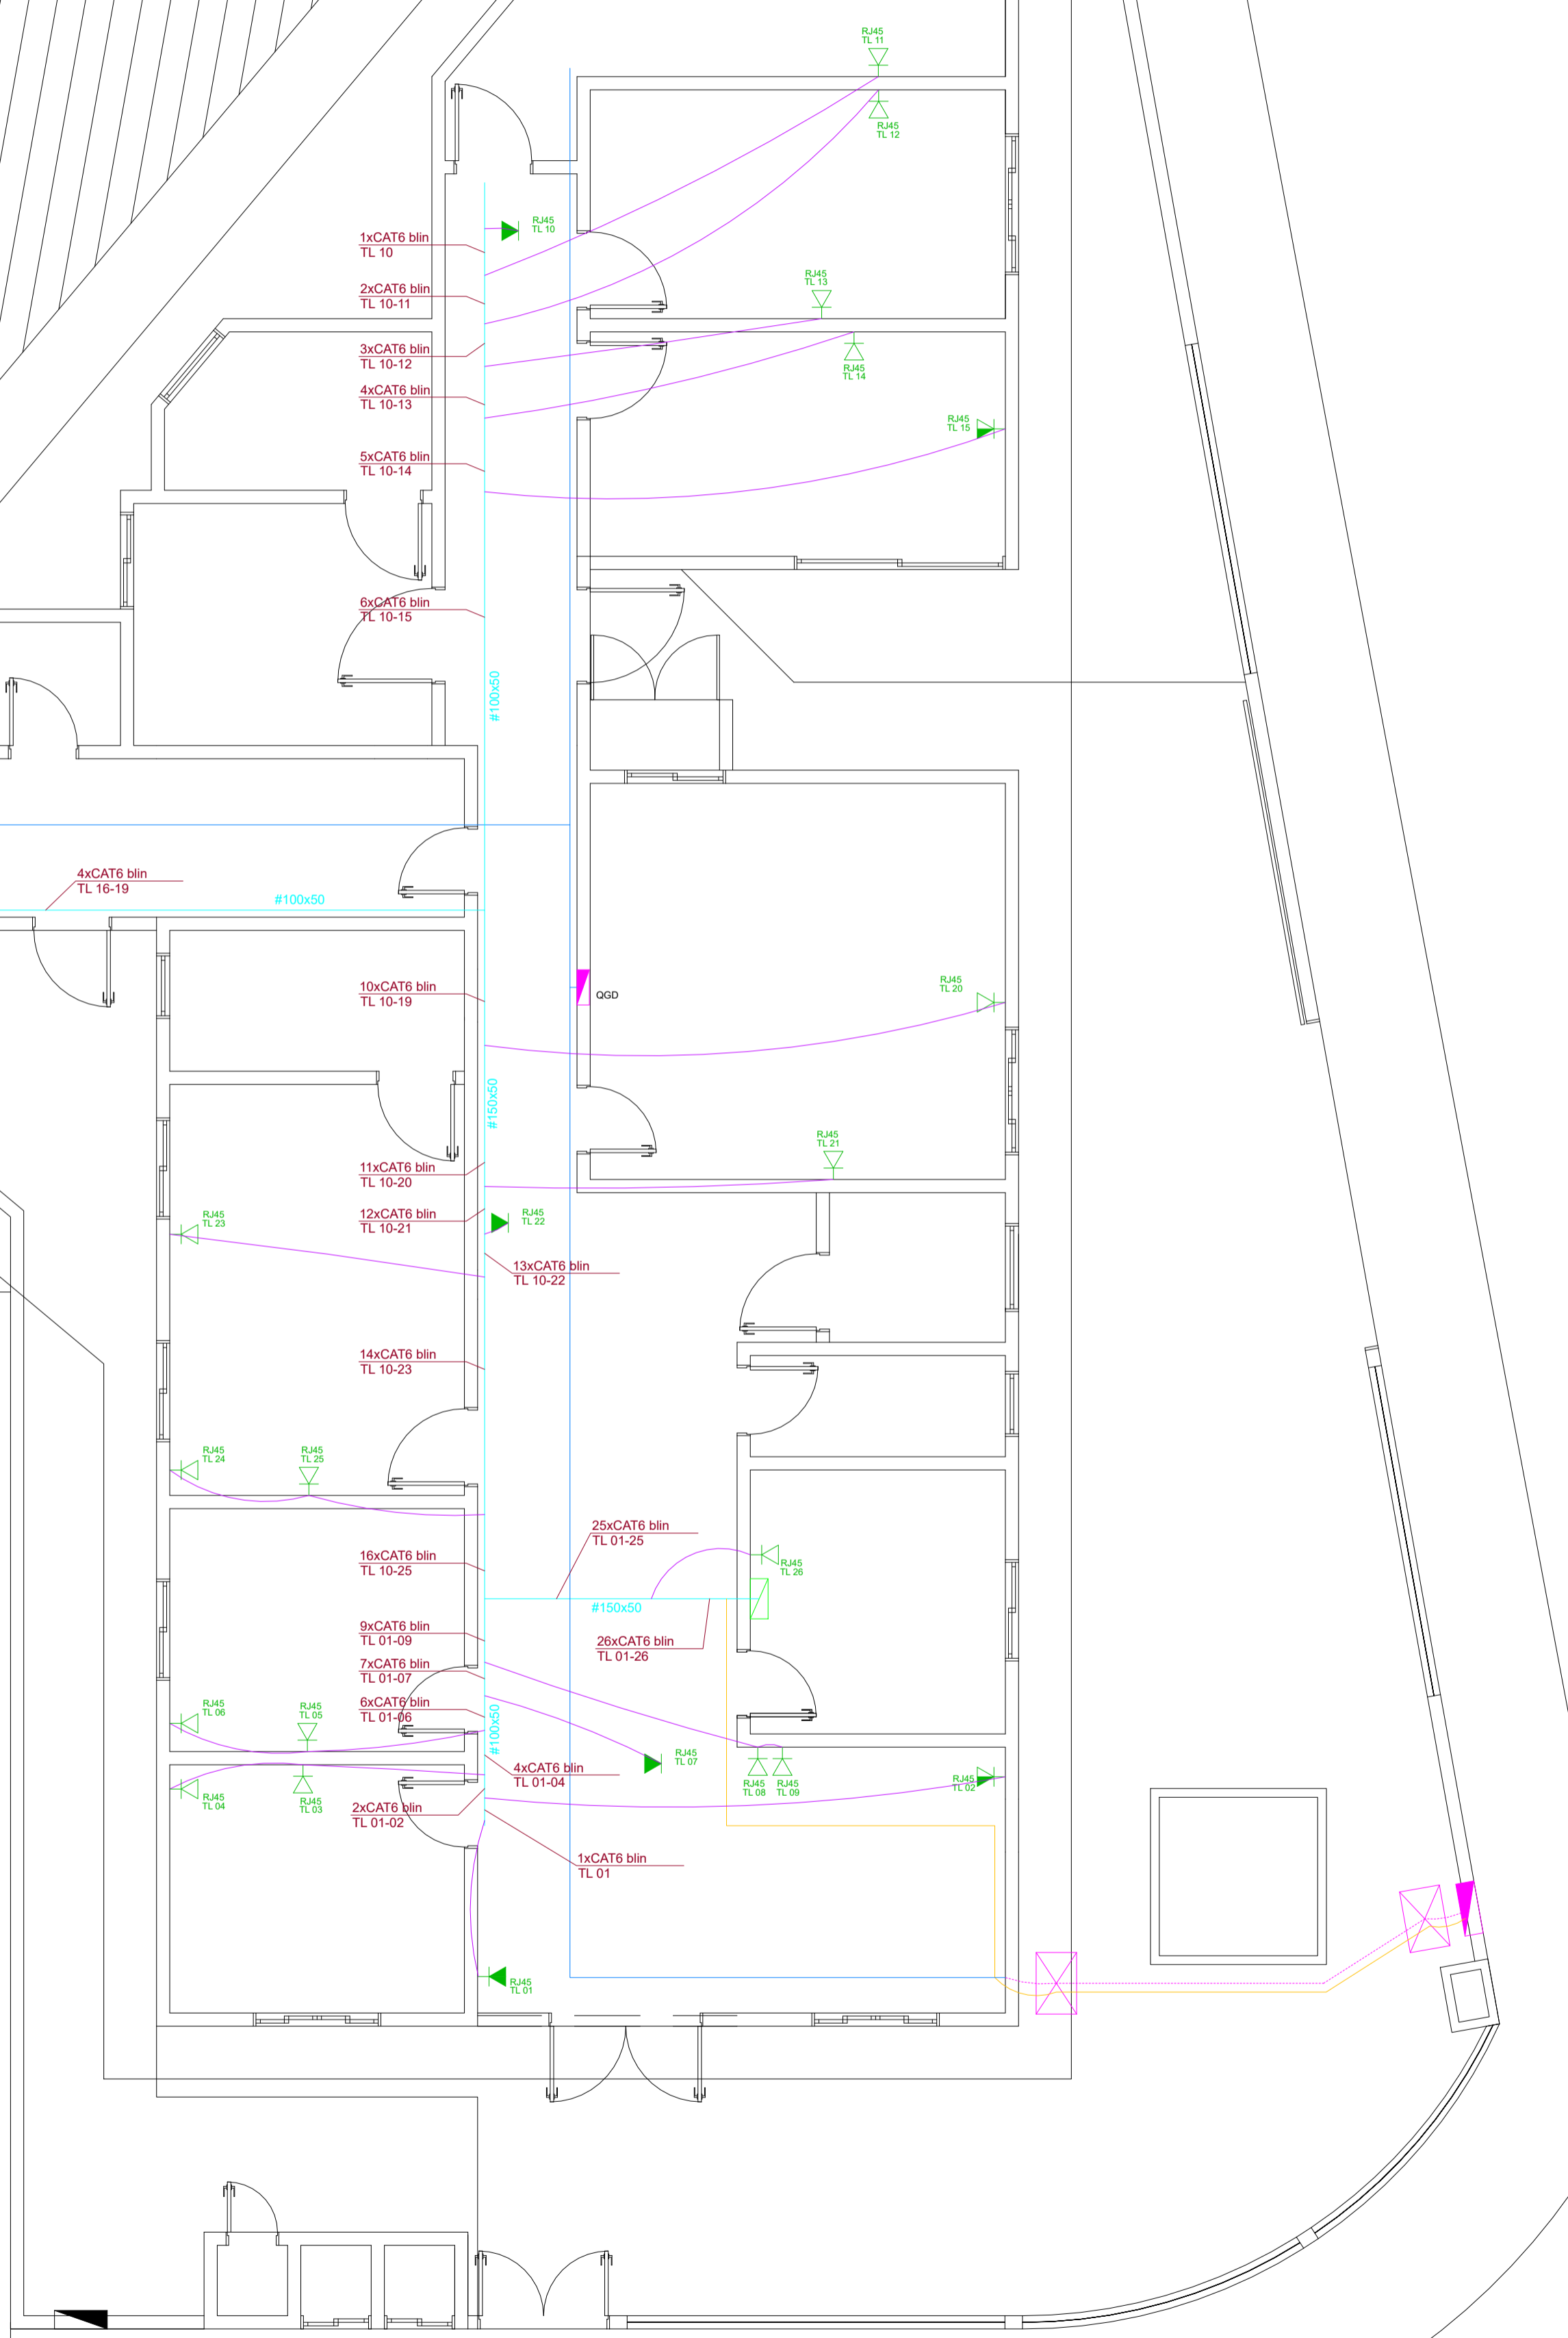 RJ45
TL 11
RJ45
TL 12
1xCAT6 blin
TL 10
RJ45
TL 10
2xCAT6 blin
TL 10-11
RJ45
TL 13
3xCAT6 blin
TL 10-12
RJ45
TL 14
4xCAT6 blin
TL 10-13
RJ45
TL 15
5xCAT6 blin
TL 10-14
6xCAT6 blin
TL 10-15
#100x50
4xCAT6 blin
TL 16-19
#100x50
10xCAT6 blin
TL 10-19
QGD
RJ45
TL 20
#150x50
RJ45
TL 21
11xCAT6 blin
TL 10-20
12xCAT6 blin
TL 10-21
RJ45
TL 22
RJ45
TL 23
13xCAT6 blin
TL 10-22
14xCAT6 blin
TL 10-23
RJ45
TL 24
RJ45
TL 25
25xCAT6 blin
TL 01-25
16xCAT6 blin
TL 10-25
RJ45
TL 26
#150x50
9xCAT6 blin
TL 01-09
26xCAT6 blin
TL 01-26
7xCAT6 blin
TL 01-07
6xCAT6 blin
TL 01-06
#100x50
RJ45
TL 06
RJ45
TL 05
RJ45
TL 07
4xCAT6 blin
TL 01-04
RJ45
TL 08
RJ45
TL 09
RJ45
TL 02
RJ45
TL 04
RJ45
TL 03
2xCAT6 blin
TL 01-02
1xCAT6 blin
TL 01
RJ45
TL 01